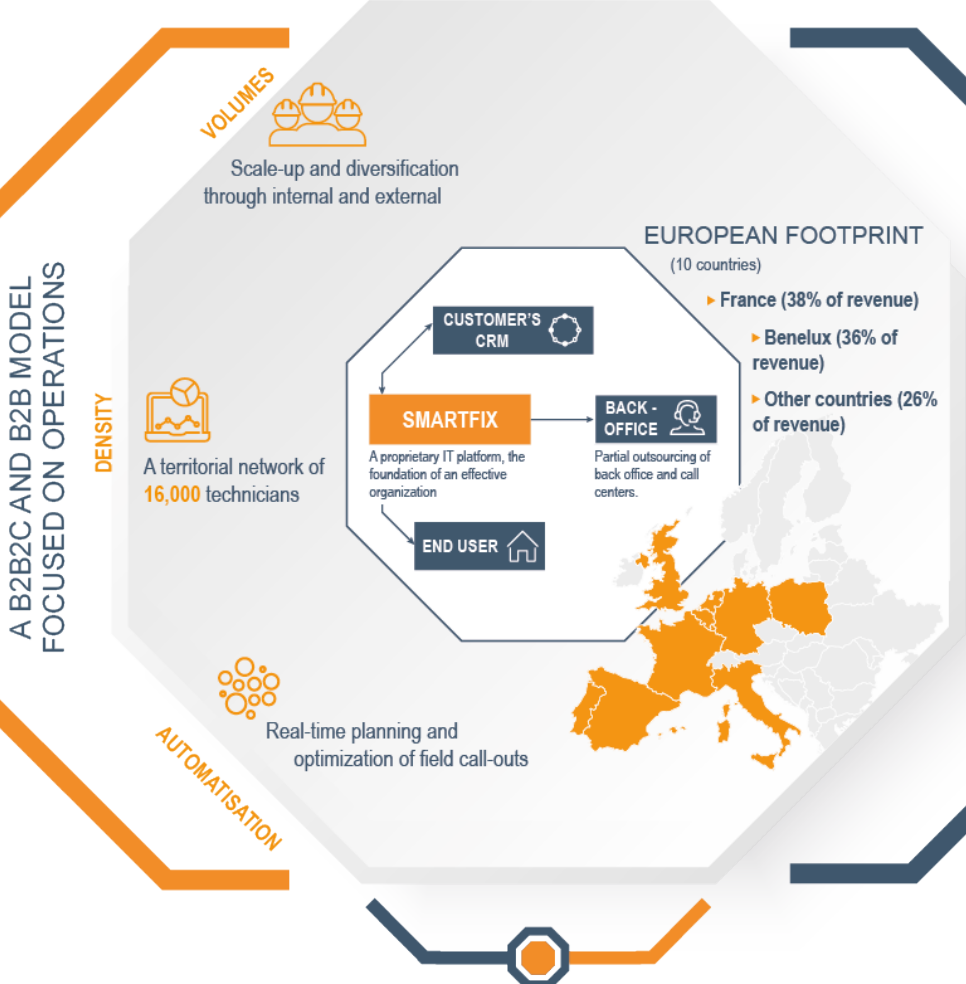 A B2B2C AND B2B MODEL
FOCUSED ON OPERATIONS
VOLUMES
Scale-up and diversification
through internal and external
DENSITY
A territorial network of
16,000 technicians
AUTOMATISATION
Real-time planning and
optimization of field call-outs
CUSTOMER'S
CRM
SMARTFIX
A proprietary IT platform, the
foundation of an effective
organization
BACK -
OFFICE
Partial outsourcing of
back office and call
centers.
END USER
EUROPEAN FOOTPRINT
(10 countries)
France (38% of revenue)
Benelux (36% of
revenue)
Other countries (26%
of revenue)